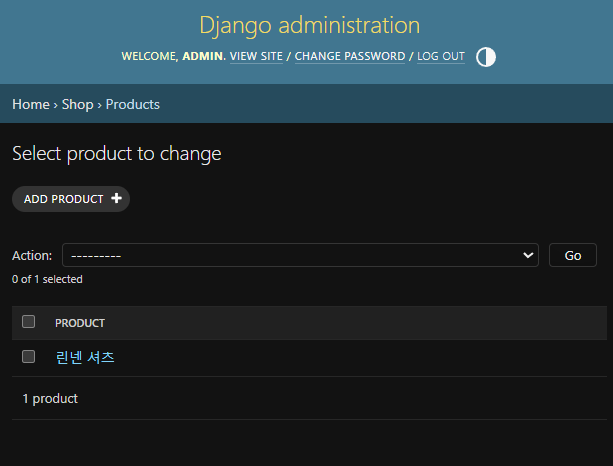 Django administration
WELCOME, ADMIN. VIEW SITE / CHANGE PASSWORD / LOG OUT
Home › Shop › Products
Select product to change
ADD PRODUCT +
Action: ---------
Go
0 of 1 selected
PRODUCT
린넨 셔츠
1 product